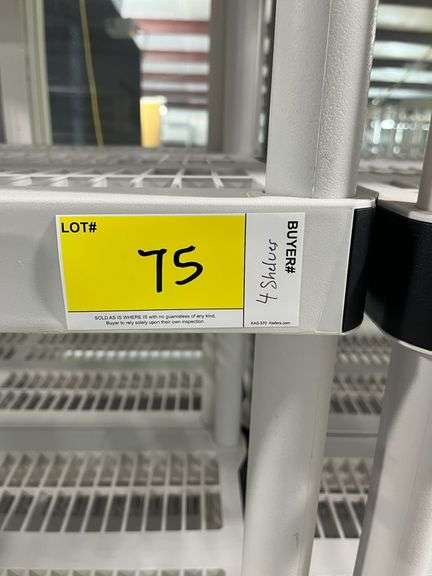 LOT#
75
SOLD AS IS WHERE IS with no guarantees of any kind.
Buyer to rely solely upon their own inspection.
BUYER#
4 Shelves